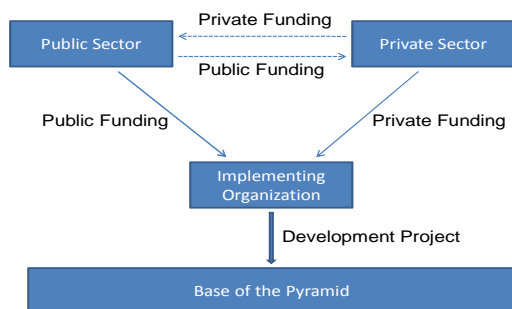 Private Funding
Public Sector
Private Sector
Public Funding
Public Funding
Private Funding
Implementing
Organization
Development Project
Base of the Pyramid